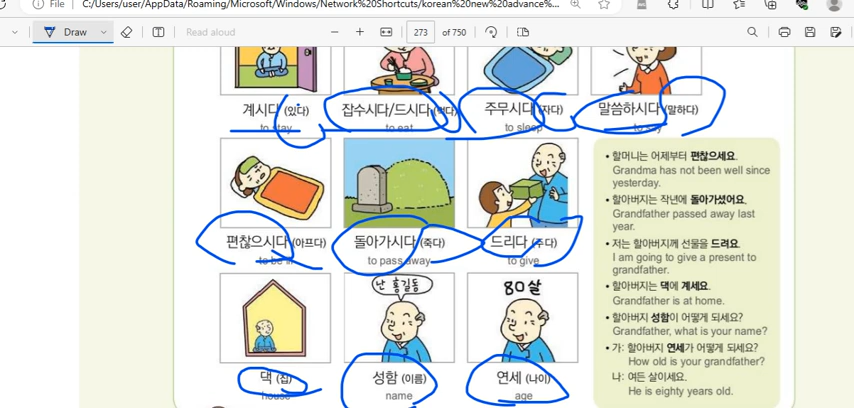 File
C:/Users/user/AppData/Roaming/Microsoft/Windows/Network%20Shortcuts/korean%20new%20advance%...
Draw
Read aloud
273 of 750
계시다 (있다) 잡수시다/드시다 주무시다 (자다) 말씀하시다 (말하다)
to stay to eat to sleep to say
편찮으시다 (아프다) 돌아가시다 (죽다) 드리다 (주다)
to be to pass away to give
난 홍길동 80살
댁 (집) 성함 (이름) 연세 (나이)
house name age
• 할머니는 어제부터 편찮으세요.
Grandma has not been well since
yesterday.
• 할아버지는 작년에 돌아가셨어요.
Grandfather passed away last
year.
• 저는 할아버지께 선물을 드려요.
I am going to give a present to
grandfather.
• 할아버지는 댁에 계세요.
Grandfather is at home.
• 할아버지 성함이 어떻게 되세요?
Grandfather, what is your name?
• 가: 할아버지 연세가 어떻게 되세요?
How old is your grandfather?
나: 여든 살이세요.
He is eighty years old.